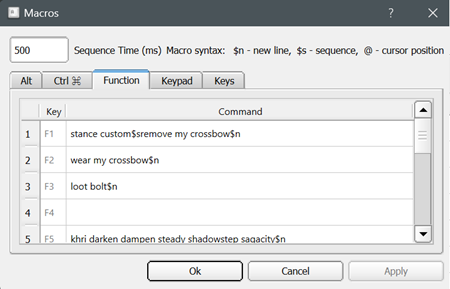 Macros
500 Sequence Time (ms) Macro syntax: $n - new line, $s - sequence, @ - cursor position
Alt Ctrl ⌘ Function Keypad Keys
Key Command
1 F1 stance custom$sremove my crossbow$n
2 F2 wear my crossbow$n
3 F3 loot bolt$n
4 F4
5 F5 khri darken dampen steady shadowstep sagacity$n
Ok Cancel Apply